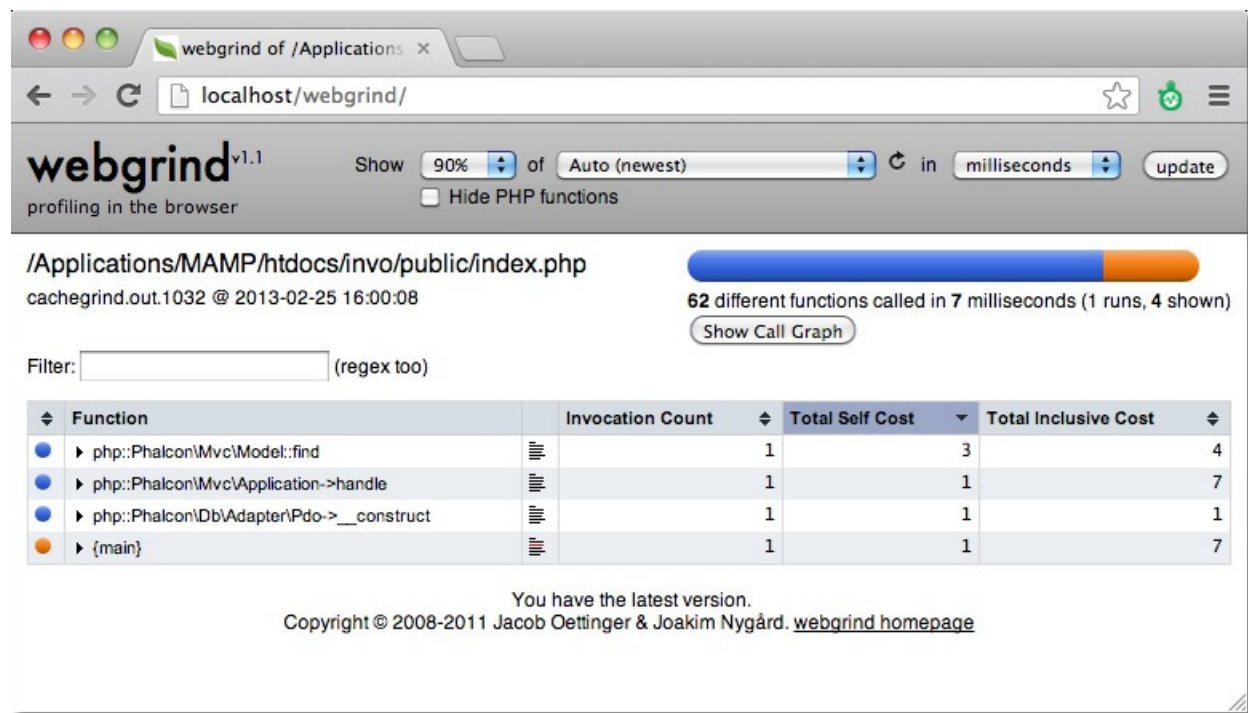 webgrind of /Applications
localhost/webgrind/
webgrind v1.1
profiling in the browser
Show 90% of Auto (newest) in milliseconds update
Hide PHP functions
/Applications/MAMP/htdocs/invo/public/index.php
cachegrind.out.1032 @ 2013-02-25 16:00:08
62 different functions called in 7 milliseconds (1 runs, 4 shown)
Show Call Graph
Filter: (regex too)
Function Invocation Count Total Self Cost Total Inclusive Cost
php::Phalcon\Mvc\Model::find 1 3 4
php::Phalcon\Mvc\Application->handle 1 1 7
php::Phalcon\Db\Adapter\Pdo->__construct 1 1 1
{main} 1 1 7
You have the latest version.
Copyright © 2008-2011 Jacob Oettinger & Joakim Nygård. webgrind homepage